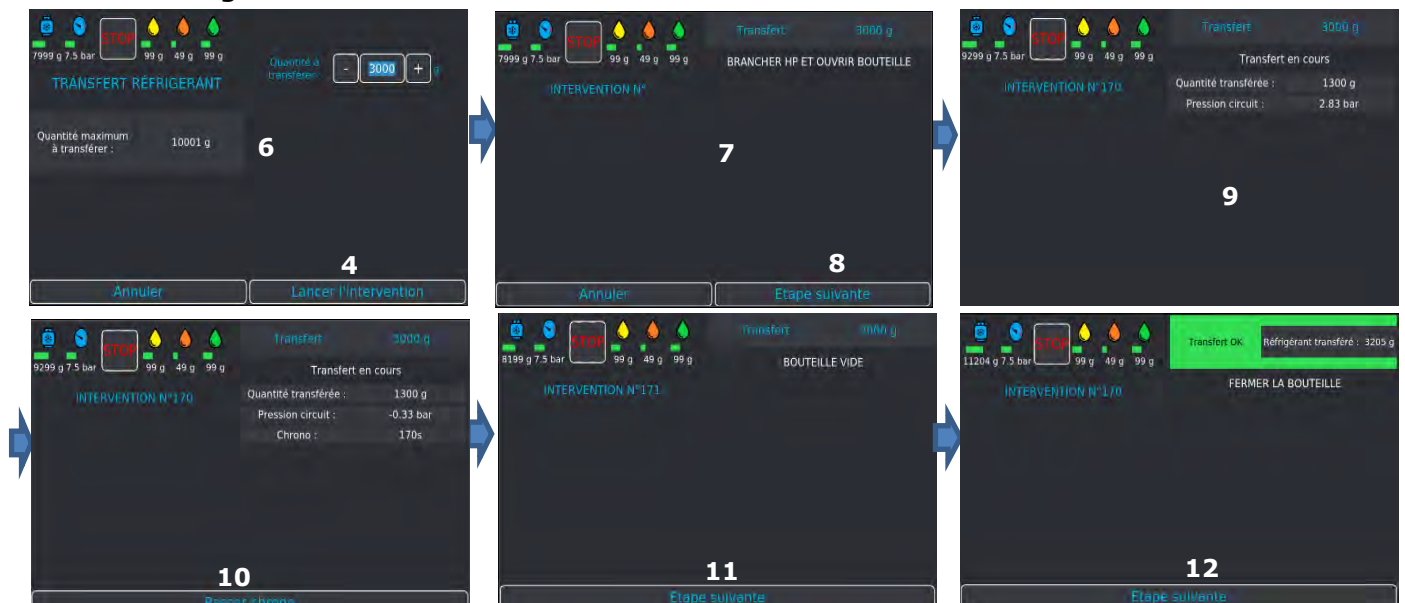 7999 g 7.5 bar STOP 99 g 49 g 99 g
TRANSFERT RÉFRIGERANT
Quantité à
transférer - 3000 + g
Quantité maximum
à transférer : 10001 g
6
4
Annuler Lancer l'intervention
7999 g 7.5 bar STOP 99 g 49 g 99 g
Transfert 3000 g
BRANCHER HP ET OUVRIR BOUTEILLE
INTERVENTION N°
7
8
Annuler Etape suivante
9299 g 7.5 bar STOP 99 g 49 g 99 g
Transfert 3000 g
Transfert en cours
INTERVENTION N°170
Quantité transférée : 1300 g
Pression circuit : 2.83 bar
9
9299 g 7.5 bar STOP 99 g 49 g 99 g
Transfert 3000 g
Transfert en cours
INTERVENTION N°170
Quantité transférée : 1300 g
Pression circuit : -0.33 bar
Chrono : 170s
10
8199 g 7.5 bar STOP 99 g 49 g 99 g
Transfert 3000 g
BOUTEILLE VIDE
INTERVENTION N°171
11
Etape suivante
11204 g 7.5 bar STOP 99 g 49 g 99 g
Transfert OK Réfrigérant transféré : 3205 g
FERMER LA BOUTEILLE
INTERVENTION N°170
12
Etape suivante